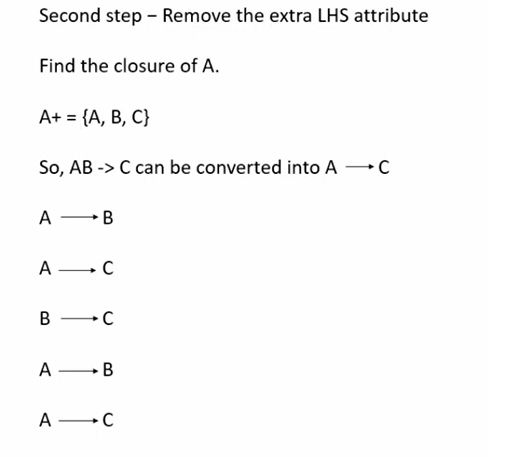 Second step – Remove the extra LHS attribute
Find the closure of A.
A+ = {A, B, C}
So, AB -> C can be converted into A ⟶ C
A ⟶ B
A ⟶ C
B ⟶ C
A ⟶ B
A ⟶ C